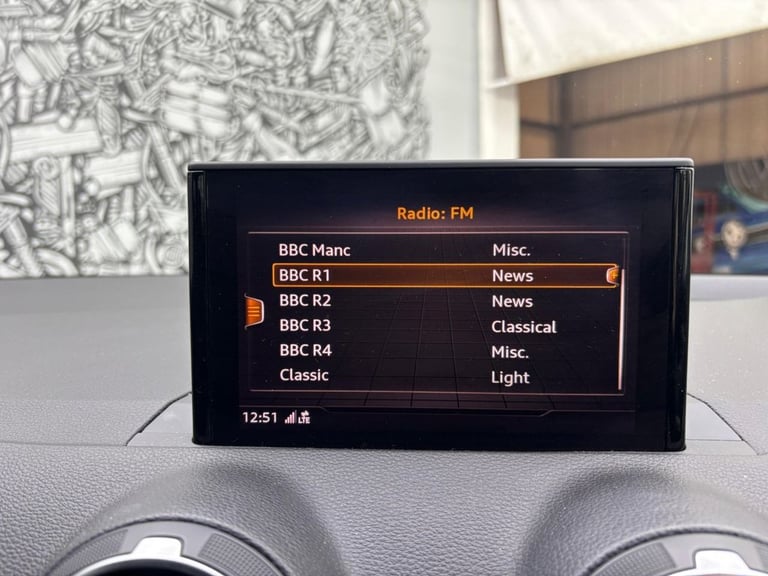 Radio: FM
BBC Manc Misc.
BBC R1 News
BBC R2 News
BBC R3 Classical
BBC R4 Misc.
Classic Light
12:51 LTE